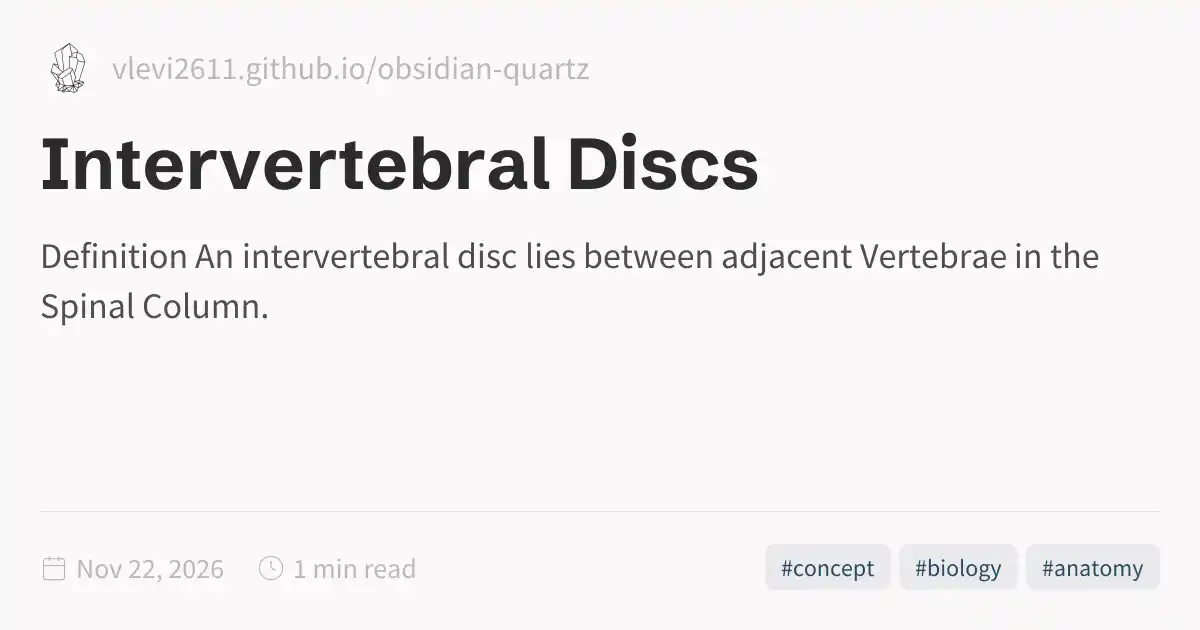 vlevi2611.github.io/obsidian-quartz
Intervertebral Discs
Definition An intervertebral disc lies between adjacent Vertebrae in the
Spinal Column.
Nov 22, 2026 1 min read #concept #biology #anatomy